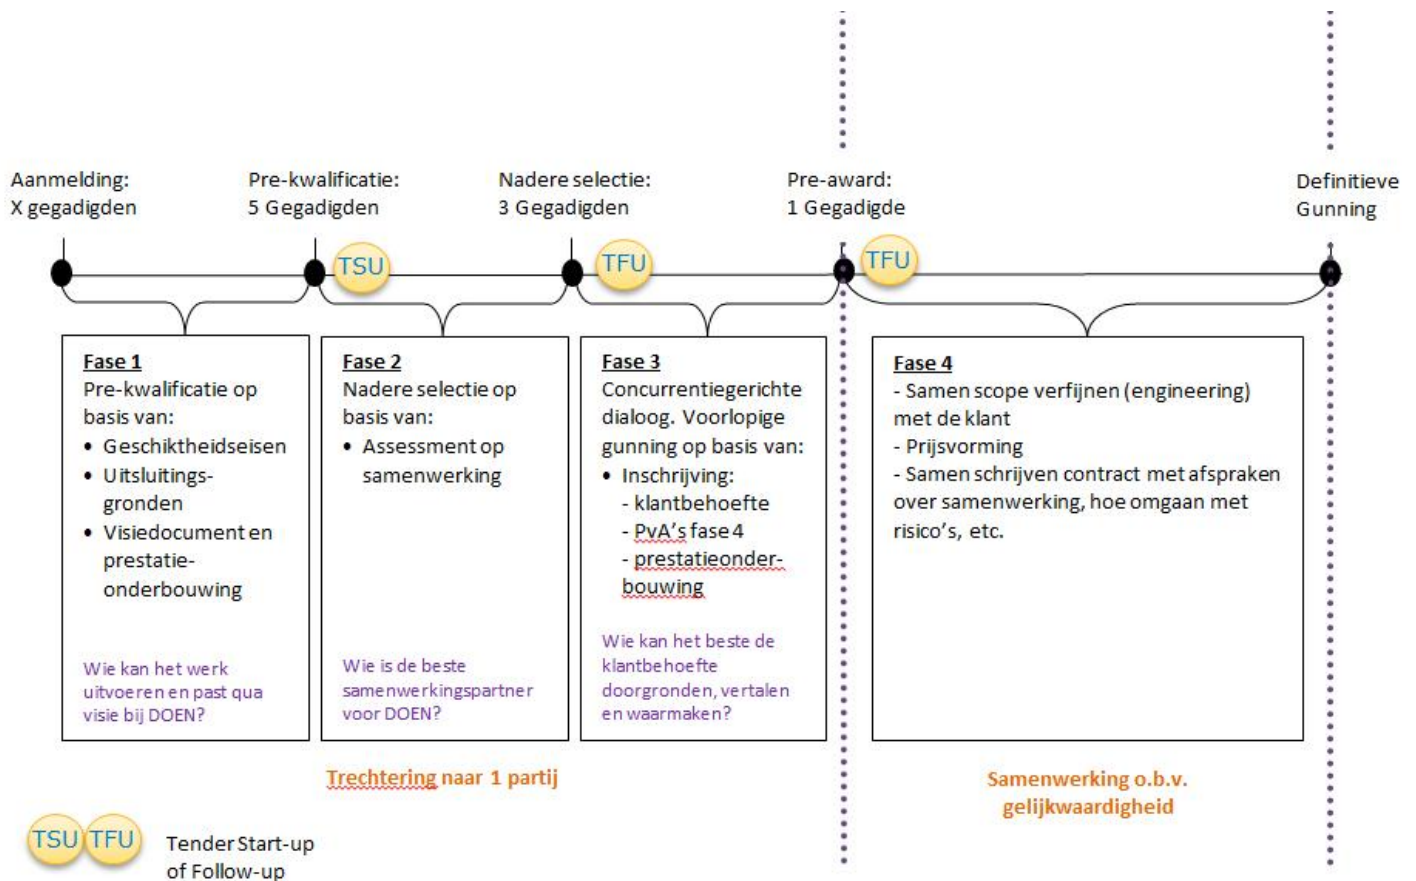 Aanmelding:
X gegadigden
Pre-kwalificatie:
5 Gegadigden
Nadere selectie:
3 Gegadigden
Pre-award:
1 Gegadigde
Definitieve
Gunning
TSU
TFU
TFU
Fase 1
Pre-kwalificatie op
basis van:
• Geschiktheidseisen
• Uitsluitings-
gronden
• Visiedocument en
prestatie-
onderbouwing
Wie kan het werk
uitvoeren en past qua
visie bij DOEN?
Fase 2
Nadere selectie op
basis van:
• Assessment op
samenwerking
Wie is de beste
samenwerkingspartner
voor DOEN?
Fase 3
Concurrentiegerichte
dialoog. Voorlopige
gunning op basis van:
• Inschrijving:
- klantbehoefte
- PvA's fase 4
- prestatieonder-
bouwing
Wie kan het beste de
klantbehoefte
doorgronden, vertalen
en waarmaken?
Fase 4
- Samen scope verfijnen (engineering)
met de klant
- Prijsvorming
- Samen schrijven contract met afspraken
over samenwerking, hoe omgaan met
risico's, etc.
Trechtering naar 1 partij
Samenwerking o.b.v.
gelijkwaardigheid
TSU TFU
Tender Start-up
of Follow-up